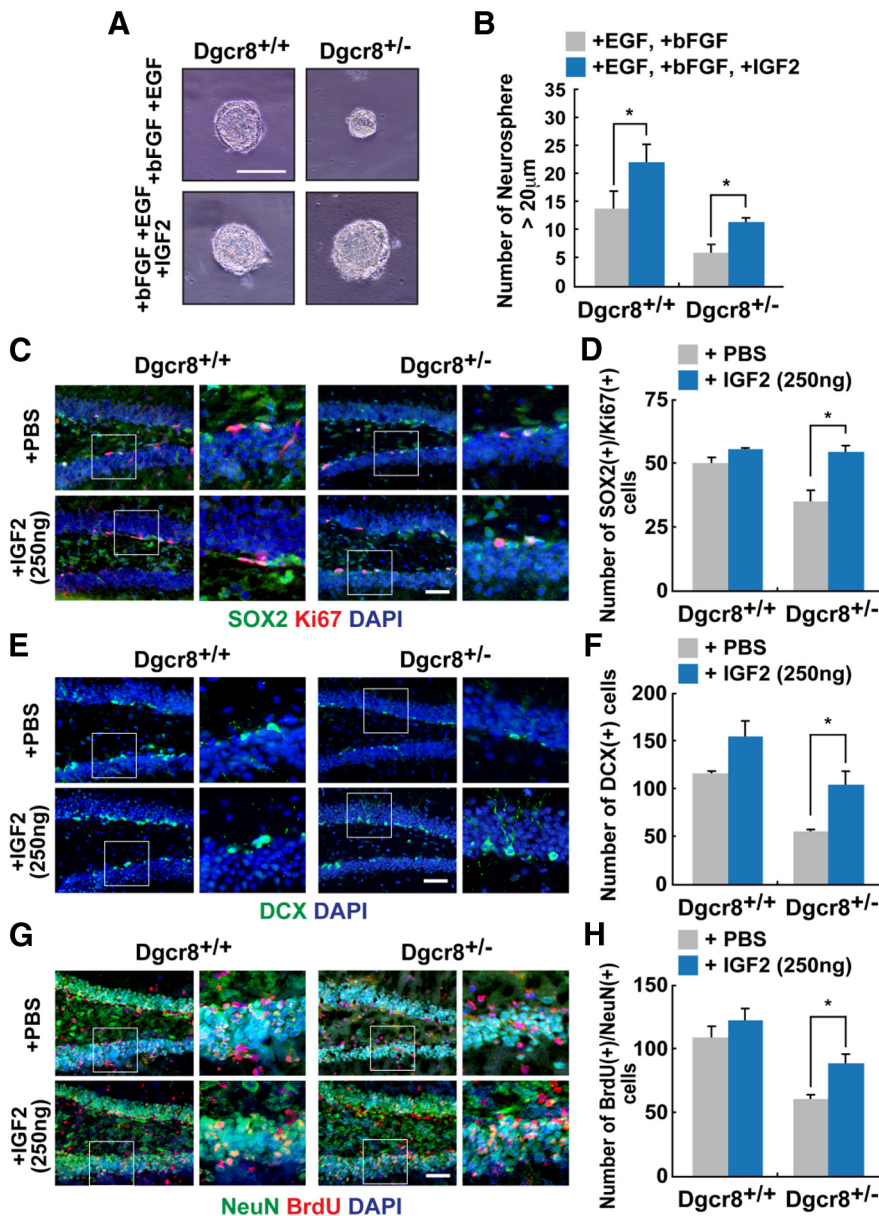 A
Dgcr8+/+ Dgcr8+/-
+bFGF +EGF
+bFGF +EGF
+IGF2
B
+EGF, +bFGF
+EGF, +bFGF, +IGF2
Number of Neurosphere
> 20μm
35
30
25
20
15
10
5
0
*
*
Dgcr8+/+ Dgcr8+/-
C
Dgcr8+/+ Dgcr8+/-
+PBS
+IGF2
(250ng)
SOX2 Ki67 DAPI
D
+ PBS
+ IGF2 (250ng)
Number of SOX2(+)/Ki67(+)
cells
75
50
25
0
*
Dgcr8+/+ Dgcr8+/-
E
Dgcr8+/+ Dgcr8+/-
+PBS
+IGF2
(250ng)
DCX DAPI
F
+ PBS
+ IGF2 (250ng)
Number of DCX(+) cells
200
150
100
50
0
*
Dgcr8+/+ Dgcr8+/-
G
Dgcr8+/+ Dgcr8+/-
+PBS
+IGF2
(250ng)
NeuN BrdU DAPI
H
+ PBS
+ IGF2 (250ng)
Number of BrdU(+)/NeuN(+)
cells
150
100
50
0
*
Dgcr8+/+ Dgcr8+/-